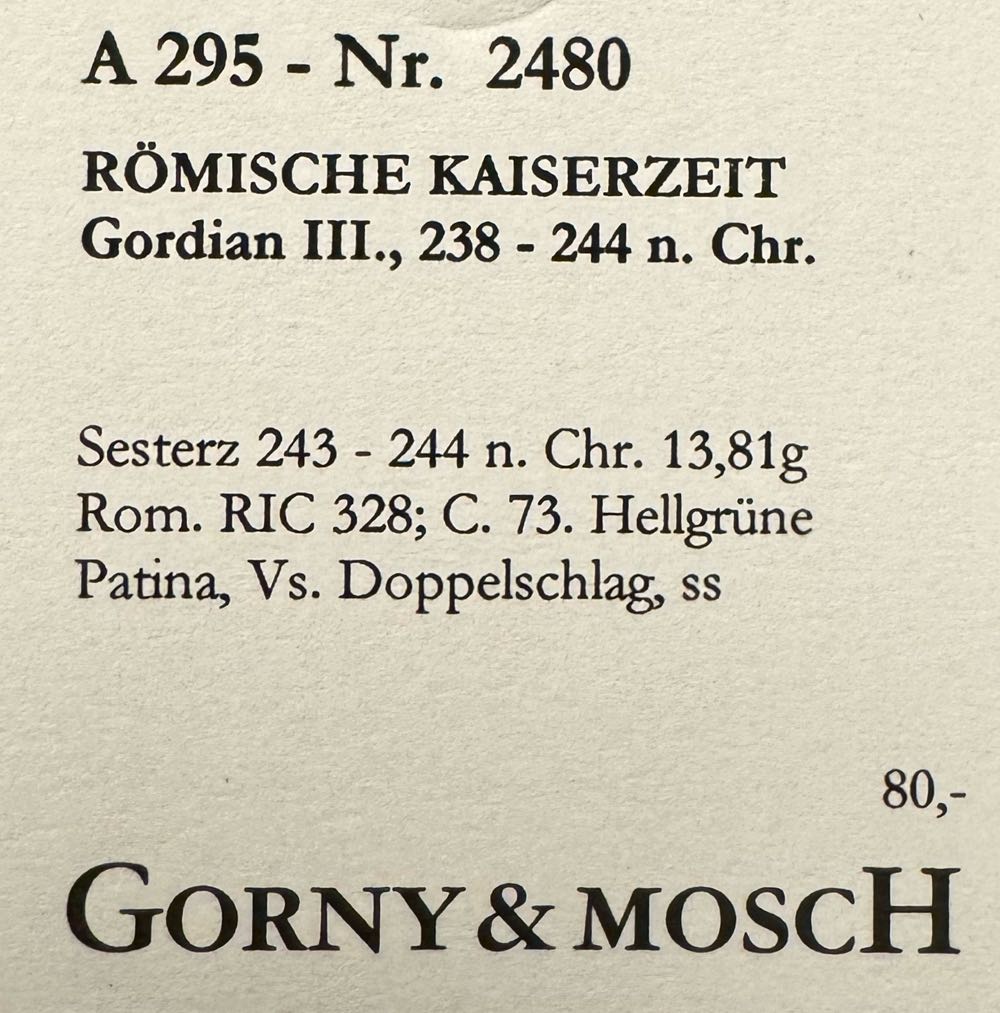 A 295 - Nr. 2480
RÖMISCHE KAISERZEIT
Gordian III., 238 - 244 n. Chr.
Sesterz 243 - 244 n. Chr. 13,81g
Rom. RIC 328; C. 73. Hellgrüne
Patina, Vs. Doppelschlag, ss
80,-
GORNY & MOSCH